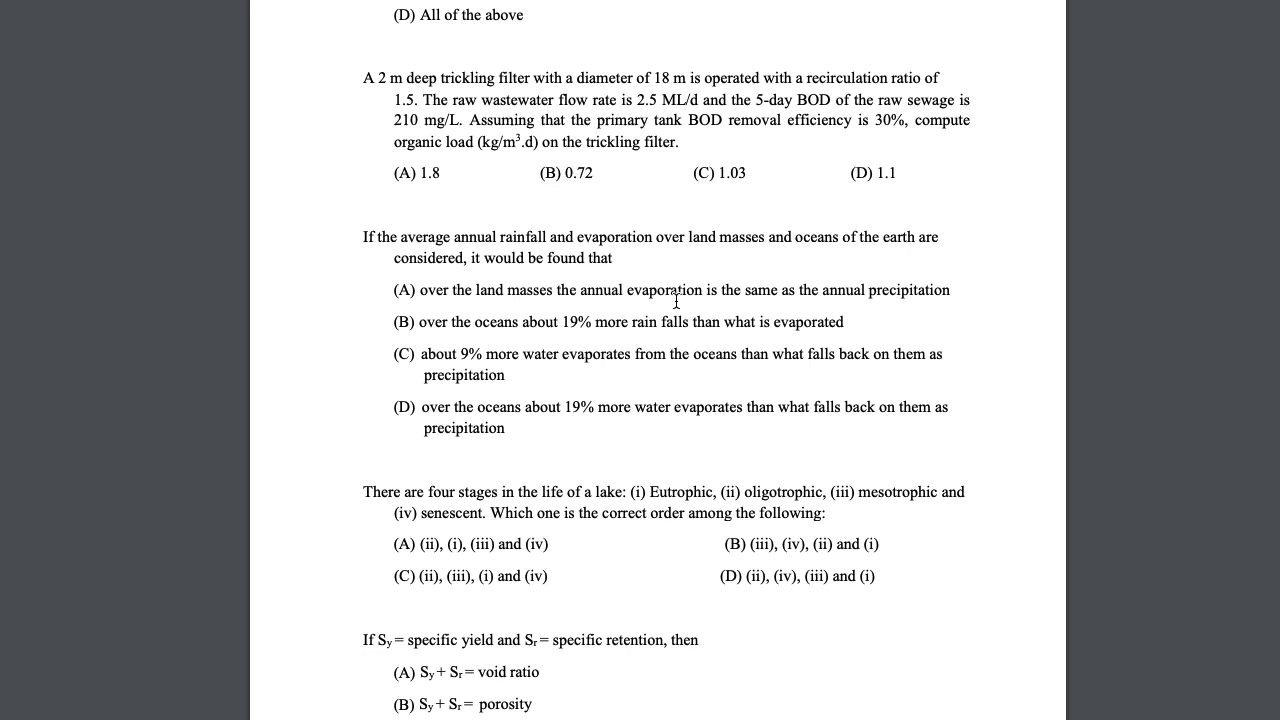 (D) All of the above
A 2 m deep trickling filter with a diameter of 18 m is operated with a recirculation ratio of
1.5. The raw wastewater flow rate is 2.5 ML/d and the 5-day BOD of the raw sewage is
210 mg/L. Assuming that the primary tank BOD removal efficiency is 30%, compute
organic load (kg/m³.d) on the trickling filter.
(A) 1.8 (B) 0.72 (C) 1.03 (D) 1.1
If the average annual rainfall and evaporation over land masses and oceans of the earth are
considered, it would be found that
(A) over the land masses the annual evaporation is the same as the annual precipitation
(B) over the oceans about 19% more rain falls than what is evaporated
(C) about 9% more water evaporates from the oceans than what falls back on them as
precipitation
(D) over the oceans about 19% more water evaporates than what falls back on them as
precipitation
There are four stages in the life of a lake: (i) Eutrophic, (ii) oligotrophic, (iii) mesotrophic and
(iv) senescent. Which one is the correct order among the following:
(A) (ii), (i), (iii) and (iv) (B) (iii), (iv), (ii) and (i)
(C) (ii), (iii), (i) and (iv) (D) (ii), (iv), (iii) and (i)
If Sy = specific yield and Sr = specific retention, then
(A) Sy + Sr = void ratio
(B) Sy + Sr = porosity